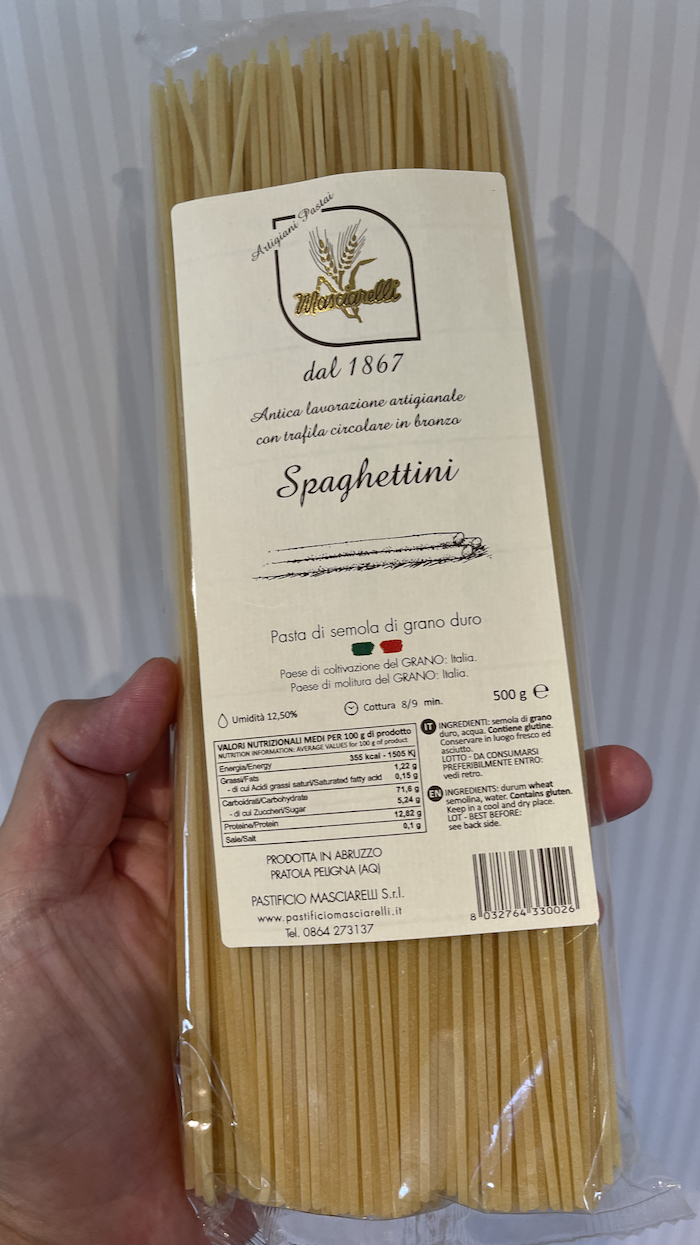 Artigiani Pastai
Masciarelli
dal 1867
Antica lavorazione artigianale
con trafila circolare in bronzo
Spaghettini
Pasta di semola di grano duro
Paese di coltivazione del GRANO: Italia.
Paese di molitura del GRANO: Italia.
Umidità 12,50%
Cottura 8/9 min.
500 g e
VALORI NUTRIZIONALI MEDI PER 100 g di prodotto
NUTRITION INFORMATION: AVERAGE VALUES for 100 g of product
Energia/Energy 355 kcal - 1505 Kj
Grassi/Fats 1,22 g
- di cui Acidi grassi saturi/Saturated fatty acid 0,15 g
Carboidrati/Carbohydrate 71,6 g
- di cui Zuccheri/Sugar 5,24 g
Proteine/Protein 12,82 g
Sale/Salt 0,1 g
IT INGREDIENTI: semola di grano
duro, acqua. Contiene glutine.
Conservare in luogo fresco ed
asciutto.
LOTTO - DA CONSUMARSI
PREFERIBILMENTE ENTRO:
vedi retro.
EN INGREDIENTS: durum wheat
semolina, water. Contains gluten.
Keep in a cool and dry place.
LOT - BEST BEFORE:
see back side.
PRODOTTA IN ABRUZZO
PRATOLA PELIGNA (AQ)
PASTIFICIO MASCIARELLI S.r.l.
www.pastificiomasciarelli.it
Tel. 0864 273137
8 032764 330026